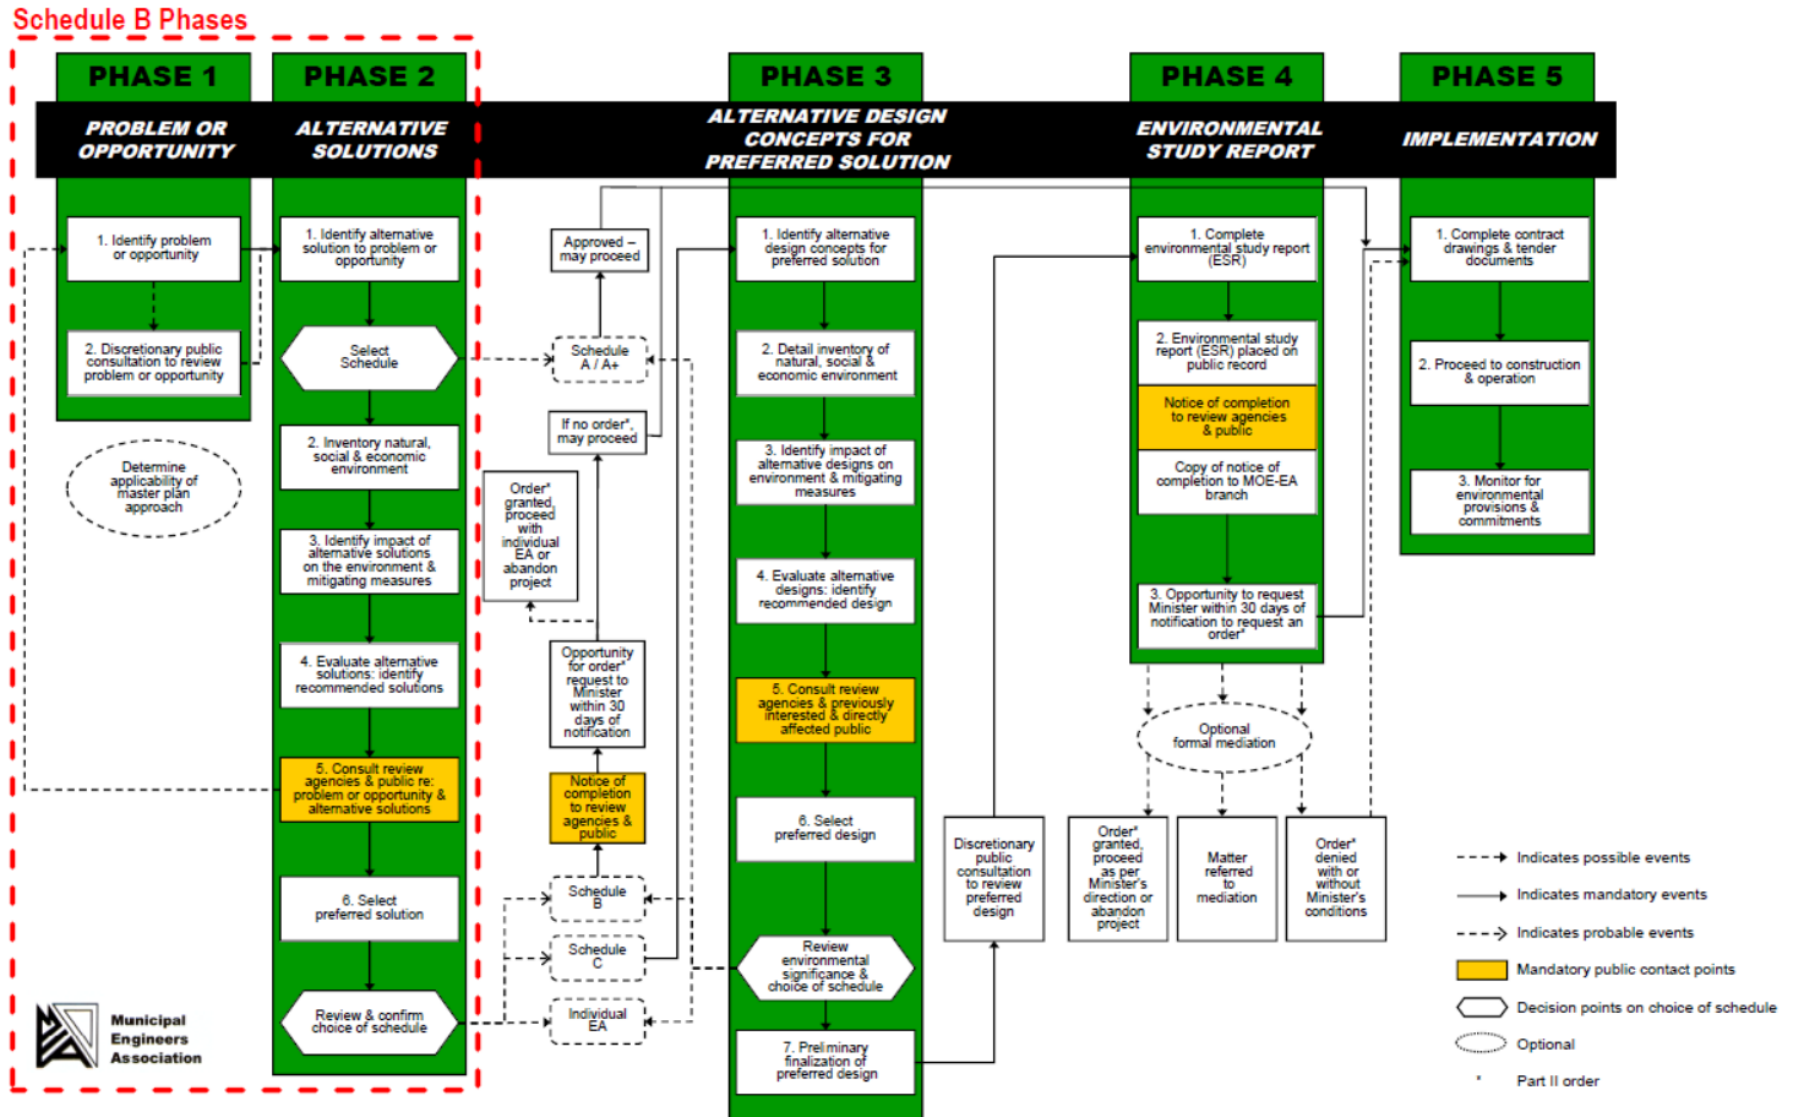 Schedule B Phases
PHASE 1
PROBLEM OR
OPPORTUNITY
1. Identify problem
or opportunity
2. Discretionary public
consultation to review
problem or opportunity
Determine
applicability of
master plan
approach
PHASE 2
ALTERNATIVE
SOLUTIONS
1. Identify alternative
solution to problem or
opportunity
Select
Schedule
2. Inventory natural,
social & economic
environment
3. Identify impact of
alternative solutions
on the environment &
mitigating measures
4. Evaluate alternative
solutions: identify
recommended solutions
5. Consult review
agencies & public re:
problem or opportunity &
alternative solutions
6. Select
preferred solution
Review & confirm
choice of schedule
Approved –
may proceed
Schedule
A / A+
If no order*,
may proceed
Order*
granted,
proceed
with
individual
EA or
abandon
project
Opportunity
for order*
request to
Minister
within 30
days of
notification
Notice of
completion
to review
agencies &
public
Schedule
B
Schedule
C
Individual
EA
PHASE 3
ALTERNATIVE DESIGN
CONCEPTS FOR
PREFERRED SOLUTION
1. Identify alternative
design concepts for
preferred solution
2. Detail inventory of
natural, social &
economic environment
3. Identify impact of
alternative designs on
environment & mitigating
measures
4. Evaluate alternative
designs: identify
recommended design
5. Consult review
agencies & previously
interested & directly
affected public
6. Select
preferred design
Review
environmental
significance &
choice of schedule
7. Preliminary
finalization of
preferred design
Discretionary
public
consultation
to review
preferred
design
PHASE 4
ENVIRONMENTAL
STUDY REPORT
1. Complete
environmental study report
(ESR)
2. Environmental study
report (ESR) placed on
public record
Notice of completion
to review agencies
& public
Copy of notice of
completion to MOE-EA
branch
3. Opportunity to request
Minister within 30 days of
notification to request an
order*
Optional
formal mediation
Order*
granted,
proceed
as per
Minister's
direction or
abandon
project
Matter
referred
to
mediation
Order*
denied
with or
without
Minister's
conditions
PHASE 5
IMPLEMENTATION
1. Complete contract
drawings & tender
documents
2. Proceed to construction
& operation
3. Monitor for
environmental
provisions &
commitments
Indicates possible events
Indicates mandatory events
Indicates probable events
Mandatory public contact points
Decision points on choice of schedule
Optional
* Part II order
Municipal
Engineers
Association